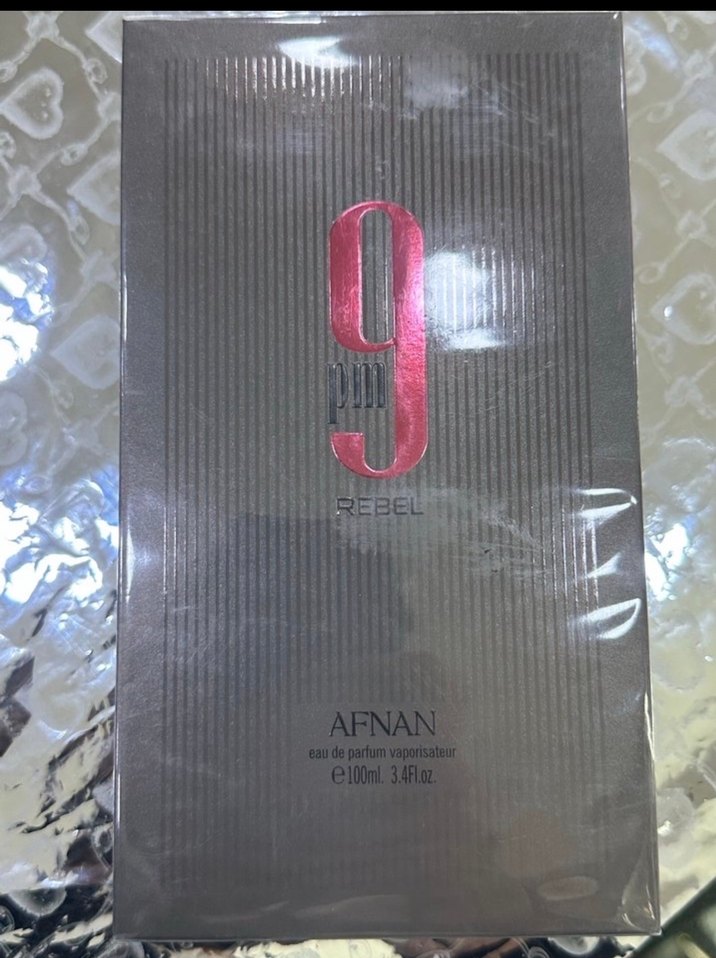 9
pm
REBEL
AFNAN
eau de parfum vaporisateur
℮100ml. 3.4Fl.oz.